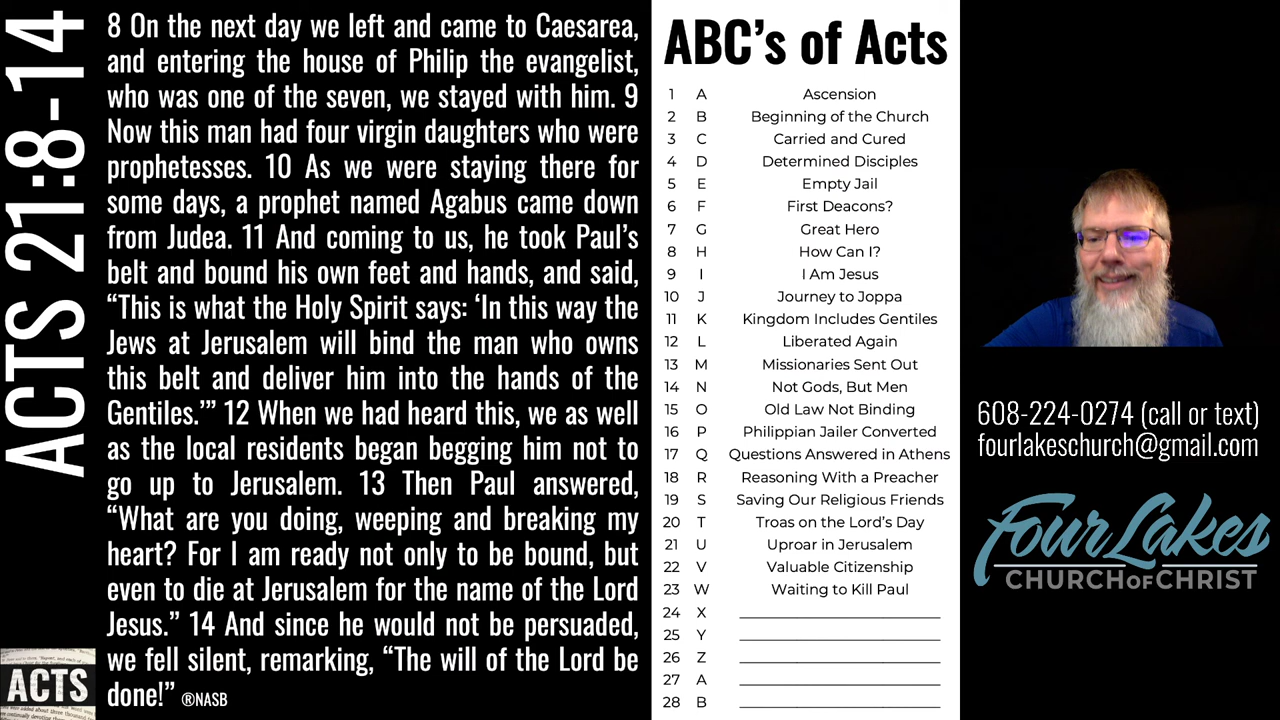 ACTS 21:8-14
8 On the next day we left and came to Caesarea,
and entering the house of Philip the evangelist,
who was one of the seven, we stayed with him. 9
Now this man had four virgin daughters who were
prophetesses. 10 As we were staying there for
some days, a prophet named Agabus came down
from Judea. 11 And coming to us, he took Paul’s
belt and bound his own feet and hands, and said,
“This is what the Holy Spirit says: ‘In this way the
Jews at Jerusalem will bind the man who owns
this belt and deliver him into the hands of the
Gentiles.’” 12 When we had heard this, we as well
as the local residents began begging him not to
go up to Jerusalem. 13 Then Paul answered,
“What are you doing, weeping and breaking my
heart? For I am ready not only to be bound, but
even to die at Jerusalem for the name of the Lord
Jesus.” 14 And since he would not be persuaded,
we fell silent, remarking, “The will of the Lord be
done!” ®NASB
ACTS
ABC’s of Acts
1 A Ascension
2 B Beginning of the Church
3 C Carried and Cured
4 D Determined Disciples
5 E Empty Jail
6 F First Deacons?
7 G Great Hero
8 H How Can I?
9 I I Am Jesus
10 J Journey to Joppa
11 K Kingdom Includes Gentiles
12 L Liberated Again
13 M Missionaries Sent Out
14 N Not Gods, But Men
15 O Old Law Not Binding
16 P Philippian Jailer Converted
17 Q Questions Answered in Athens
18 R Reasoning With a Preacher
19 S Saving Our Religious Friends
20 T Troas on the Lord’s Day
21 U Uproar in Jerusalem
22 V Valuable Citizenship
23 W Waiting to Kill Paul
24 X
25 Y
26 Z
27 A
28 B
608-224-0274 (call or text)
fourlakeschurch@gmail.com
Four Lakes
CHURCH OF CHRIST